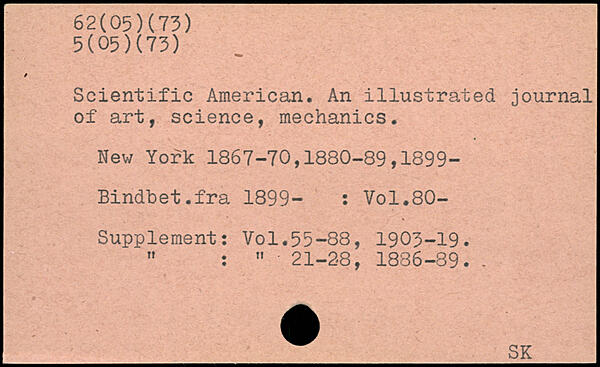 62(05)(73)
5(05)(73)
Scientific American. An illustrated journal
of art, science, mechanics.
New York 1867-70,1880-89,1899-
Bindbet.fra 1899- : Vol.80-
Supplement: Vol.55-88, 1903-19.
" : " 21-28, 1886-89.
SK